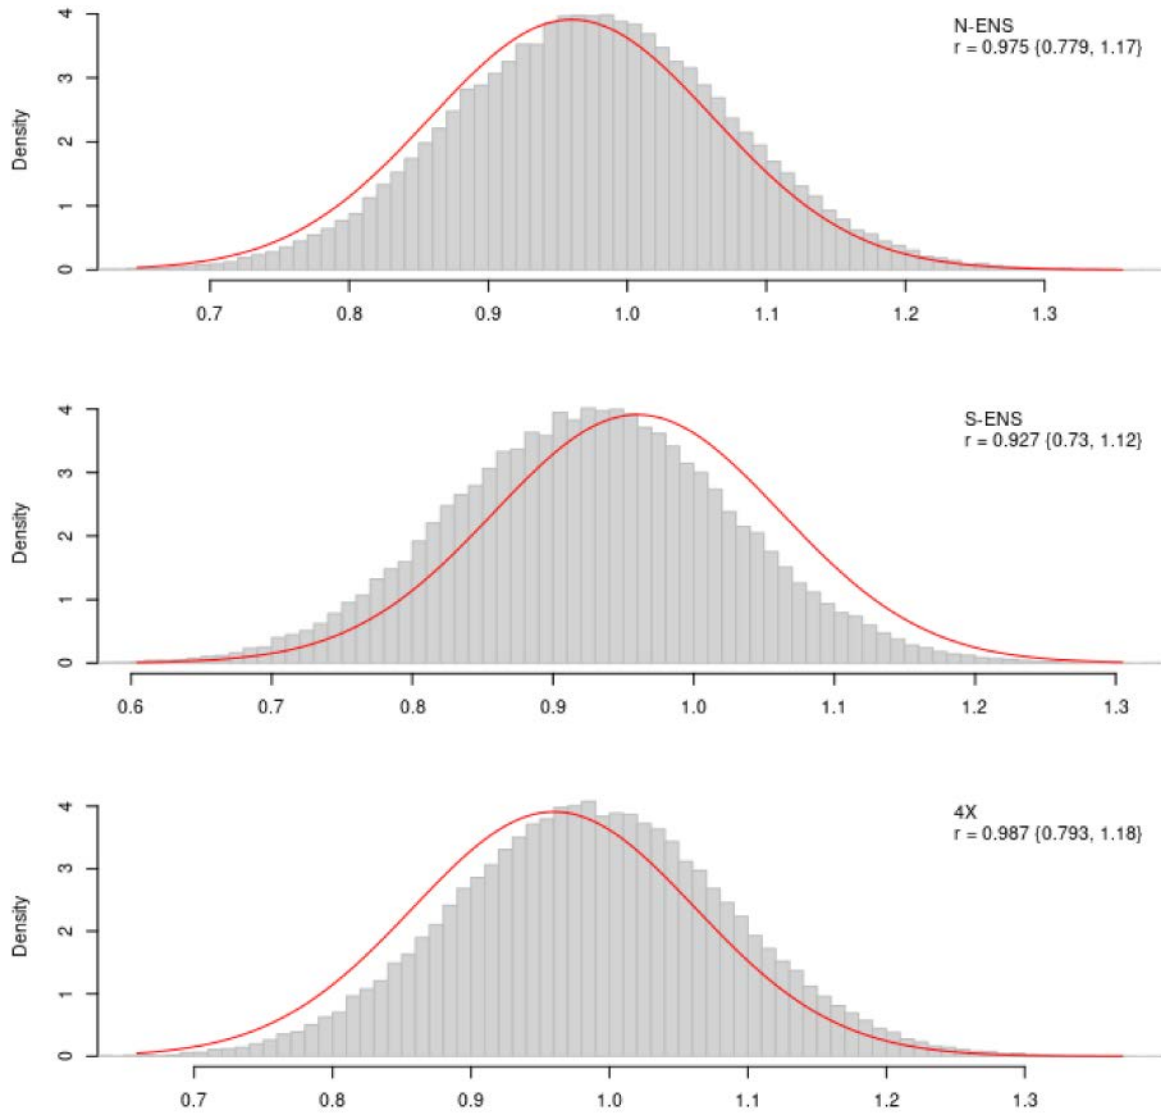 N-ENS
r = 0.975 {0.779, 1.17}
Density
4
3
2
1
0
0.7 0.8 0.9 1.0 1.1 1.2 1.3
S-ENS
r = 0.927 {0.73, 1.12}
Density
4
3
2
1
0
0.6 0.7 0.8 0.9 1.0 1.1 1.2 1.3
4X
r = 0.987 {0.793, 1.18}
Density
4
3
2
1
0
0.7 0.8 0.9 1.0 1.1 1.2 1.3